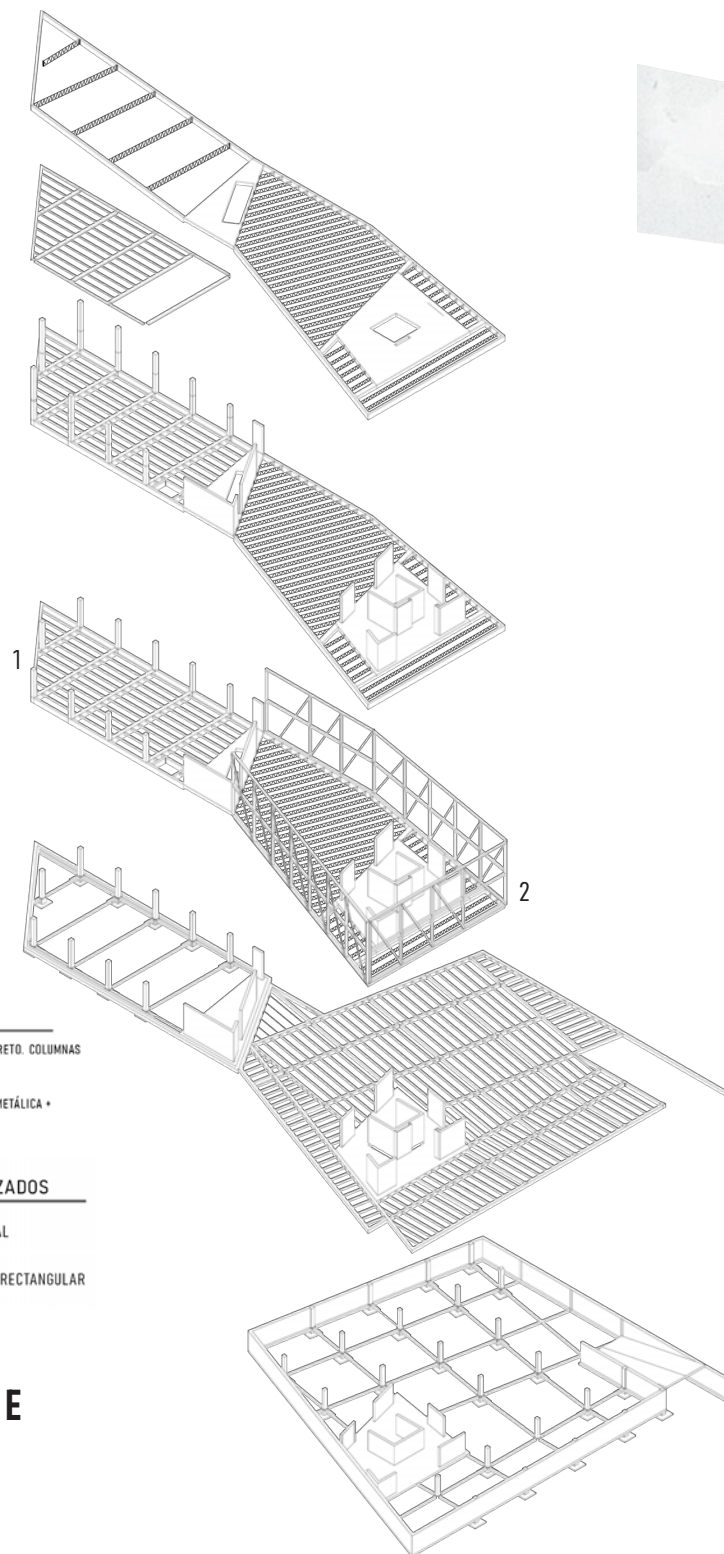 1
2
RETO. COLUMNAS
METÁLICA +
ZADOS
AL
RECTANGULAR
E